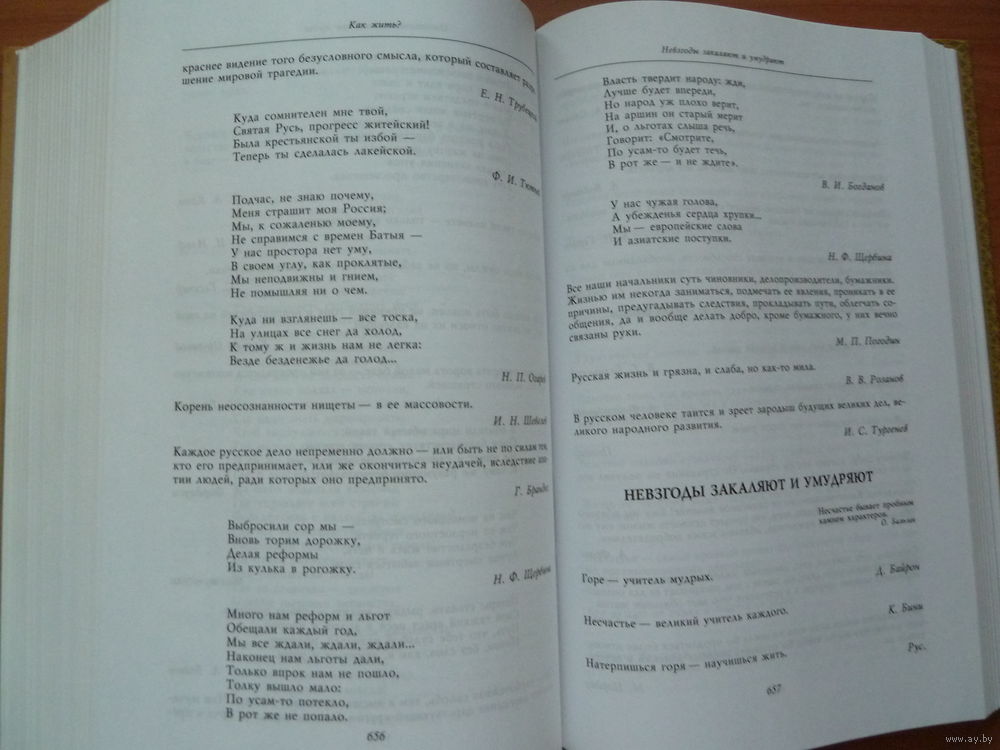 Как жить?
краснее видение того безусловного смысла, который составляет
шение мировой трагедии.
Е. Н.
Куда сомнителен мне твой,
Святая Русь, прогресс житейский!
Была крестьянской ты избой —
Теперь ты сделалась лакейской.
Ф. И.
Подчас, не знаю почему,
Меня страшит моя Россия;
Мы, к сожаленью моему,
Не справимся с времен Батыя —
У нас простора нет уму,
В своем углу, как проклятые,
Мы неподвижны и гнием,
Не помышляя ни о чем.
Куда ни взглянешь — все тоска,
На улицах все снег да холод,
К тому ж и жизнь нам не легка:
Везде безденежье да голод...
Н. П.
Корень неосознанности нищеты — в ее массовости.
И. Н.
Каждое русское дело непременно должно — или быть не по силам тем,
кто его предпринимает, или же окончиться неудачей, вследствие
тии людей, ради которых оно предпринято.
Г. Брандес
Выбросили сор мы —
Вновь торим дорожку,
Делая реформы
Из кулька в рогожку.
Н. Ф. Щербина
Много нам реформ и льгот
Обещали каждый год,
Мы все ждали, ждали, ждали...
Наконец нам льготы дали,
Только впрок нам не пошло,
Толку вышло мало:
По усам-то потекло,
В рот же не попало.
656
Невзгоды закаляют и умудряют
Власть твердит народу: жди,
Лучше будет впереди,
Но народ уж плохо верит,
На аршин он старый мерит
И, о льготах слыша речь,
Говорит: «Смотрите,
По усам-то будет течь,
В рот же — и не ждите».
В. И. Богданов
У нас чужая голова,
А убежденья сердца хрупки...
Мы — европейские слова
И азиатские поступки.
Н. Ф. Щербина
Все наши начальники суть чиновники, делопроизводители, бумажники.
Жизнью им некогда заниматься, подмечать ее явления, проникать в ее
причины, предугадывать следствия, прокладывать пути, облегчать со-
общения, да и вообще делать добро, кроме бумажного, у них вечно
связаны руки.
М. П. Погодин
Русская жизнь и грязна, и слаба, но как-то мила.
В. В. Розанов
В русском человеке таится и зреет зародыш будущих великих дел, ве-
ликого народного развития.
И. С. Тургенев
НЕВЗГОДЫ ЗАКАЛЯЮТ И УМУДРЯЮТ
Несчастье бывает пробным
камнем характеров.
О. Бальзак
Горе — учитель мудрых.
Д. Байрон
Несчастье — великий учитель каждого.
К. Бини
Натерпишься горя — научишься жить.
Рус.
657
www.ay.by